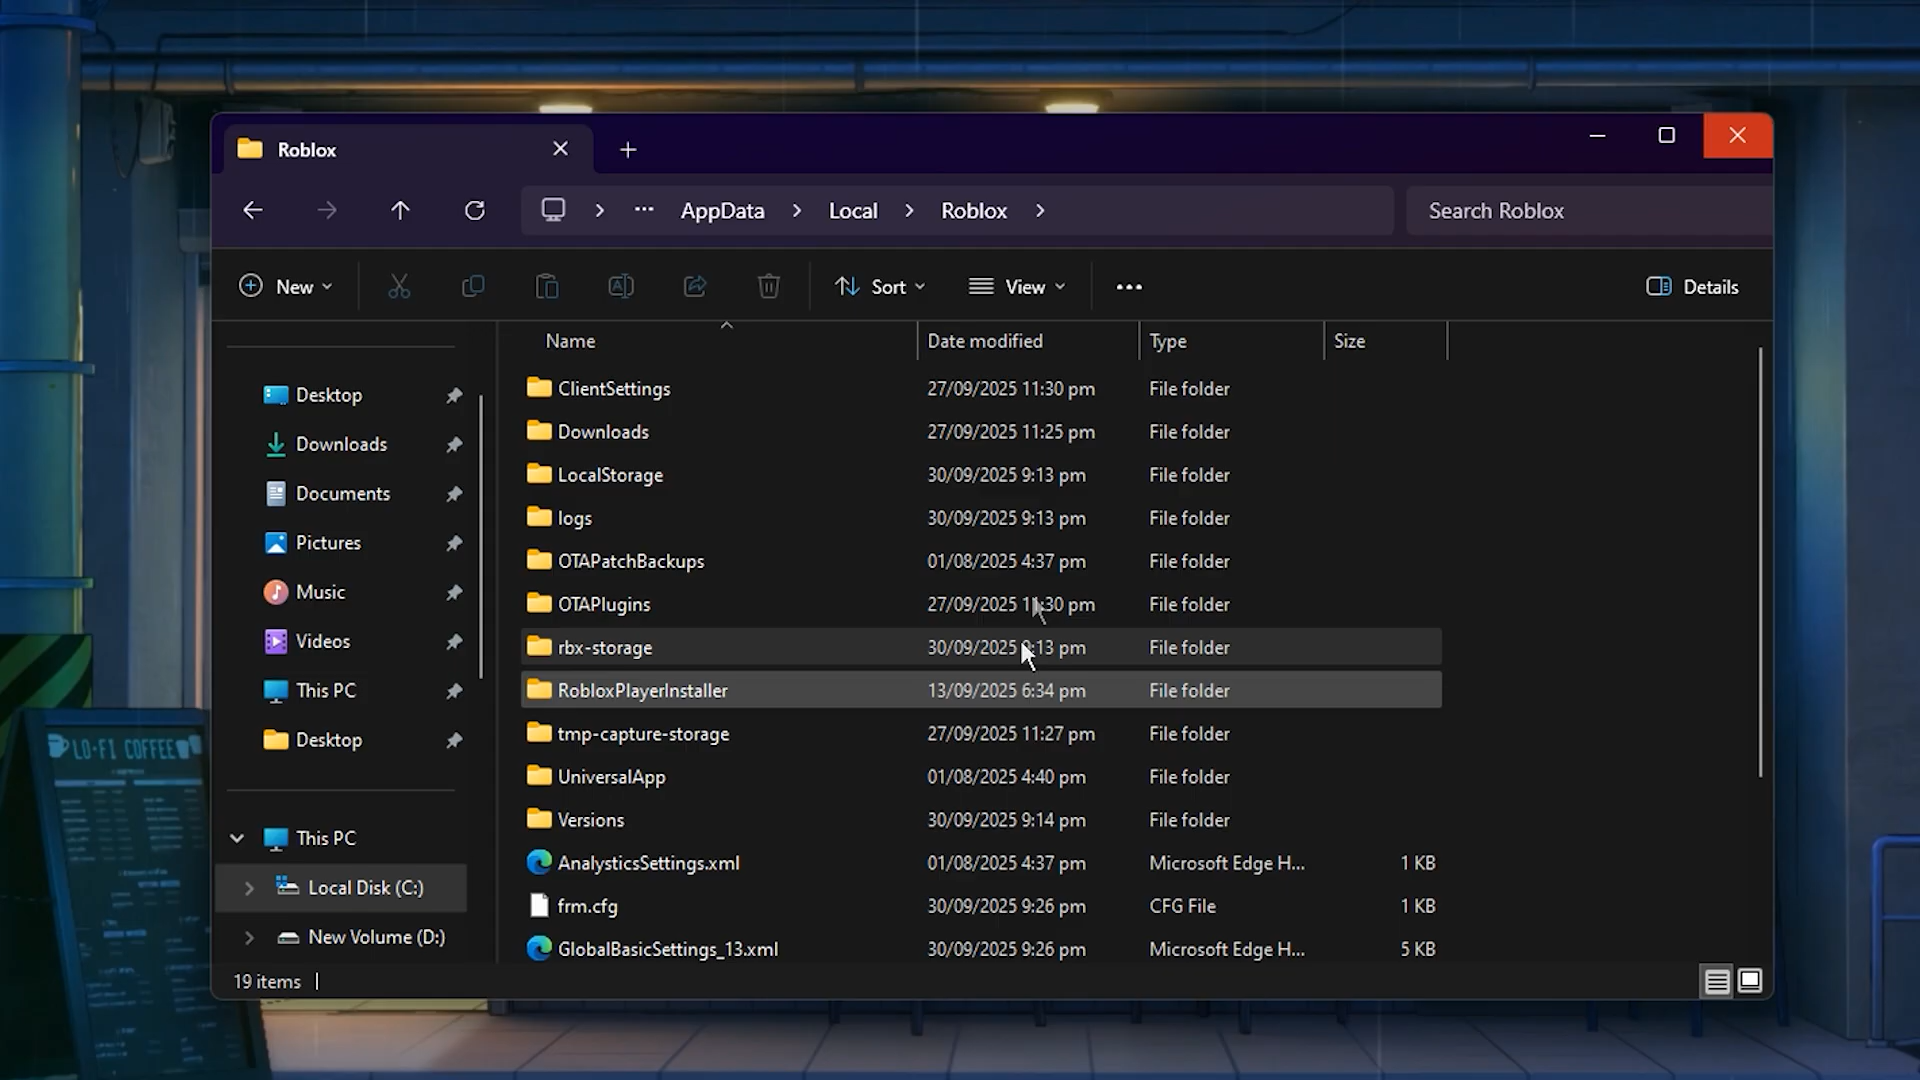 Roblox
AppData Local Roblox
Search Roblox
New
Sort
View
Details
Name Date modified Type Size
Desktop
Downloads
Documents
Pictures
Music
Videos
This PC
Desktop
This PC
Local Disk (C:)
New Volume (D:)
ClientSettings 27/09/2025 11:30 pm File folder
Downloads 27/09/2025 11:25 pm File folder
LocalStorage 30/09/2025 9:13 pm File folder
logs 30/09/2025 9:13 pm File folder
OTAPatchBackups 01/08/2025 4:37 pm File folder
OTAPlugins 27/09/2025 11:30 pm File folder
rbx-storage 30/09/2025 9:13 pm File folder
RobloxPlayerInstaller 13/09/2025 6:34 pm File folder
tmp-capture-storage 27/09/2025 11:27 pm File folder
UniversalApp 01/08/2025 4:40 pm File folder
Versions 30/09/2025 9:14 pm File folder
AnalysticsSettings.xml 01/08/2025 4:37 pm Microsoft Edge H... 1 KB
frm.cfg 30/09/2025 9:26 pm CFG File 1 KB
GlobalBasicSettings_13.xml 30/09/2025 9:26 pm Microsoft Edge H... 5 KB
19 items
LO-FI COFFEE